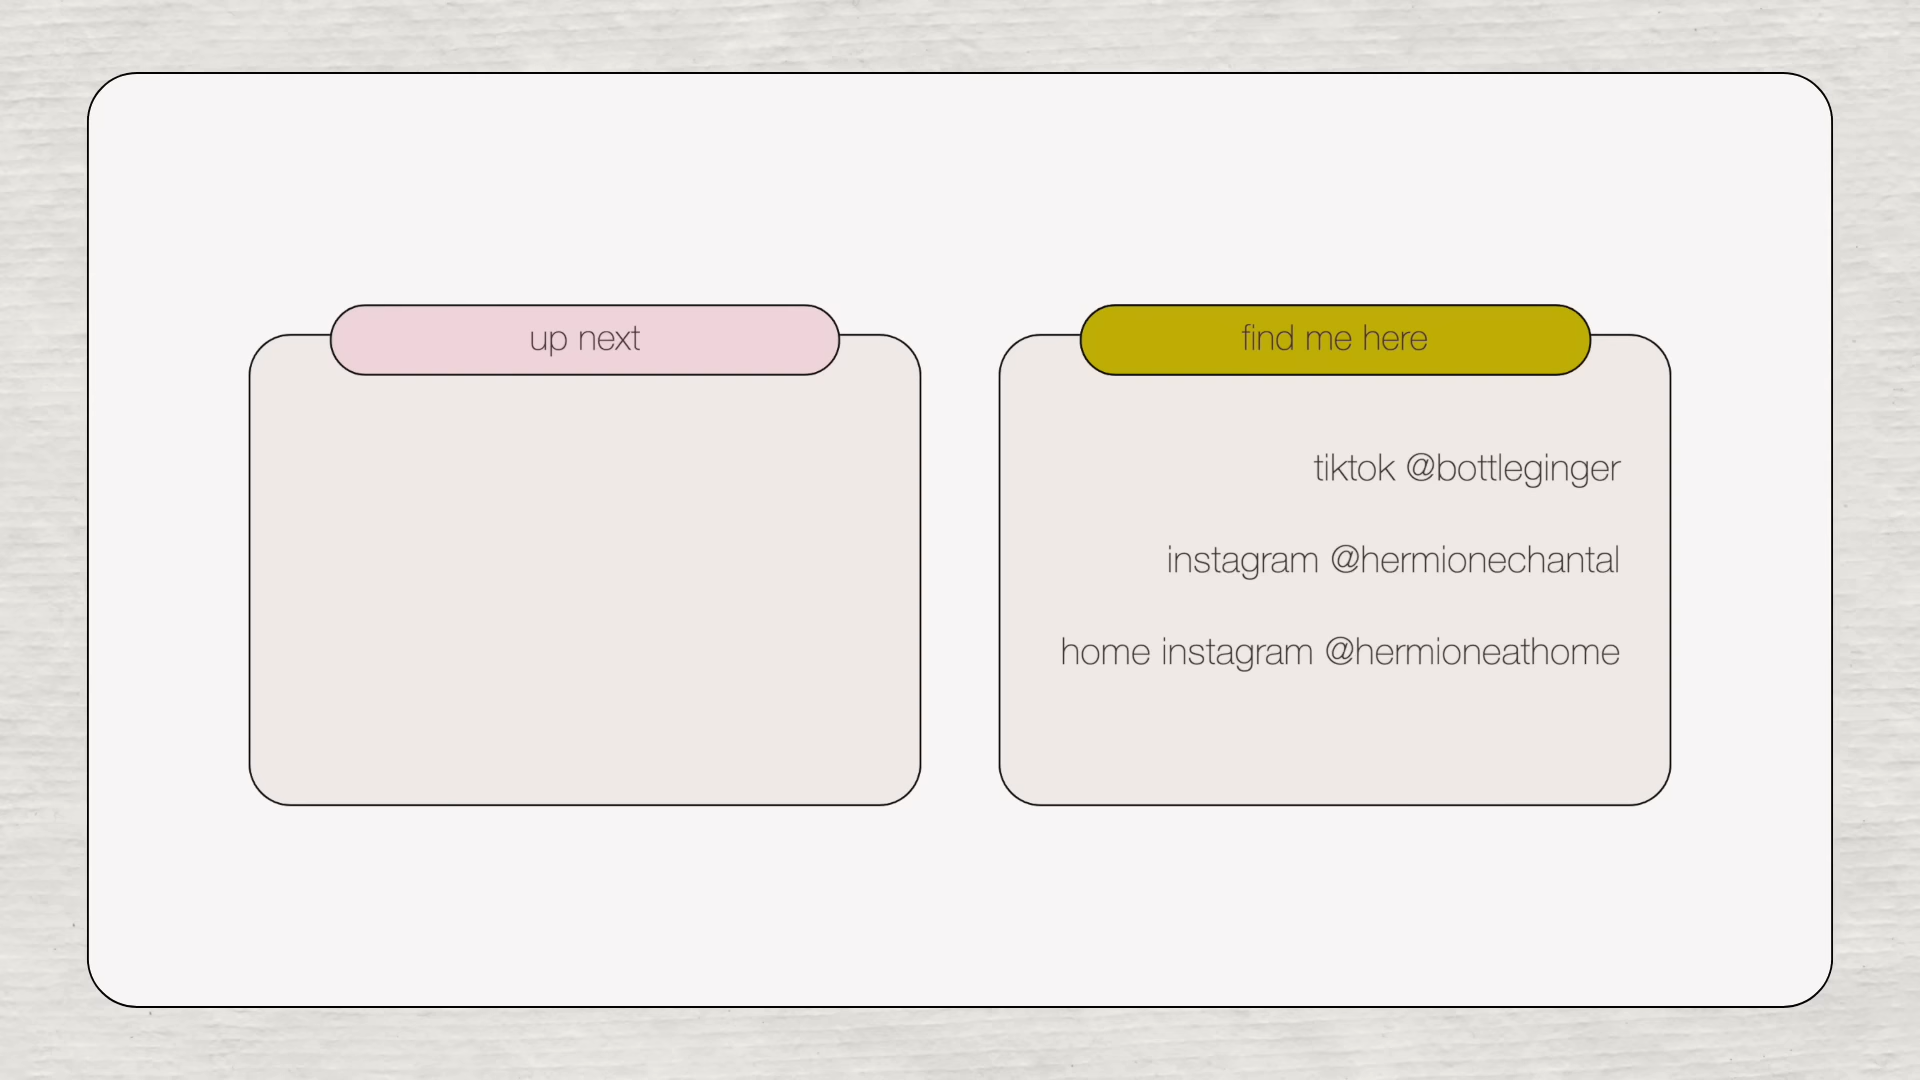 up next
find me here
tiktok @bottleginger
instagram @hermionechantal
home instagram @hermioneathome